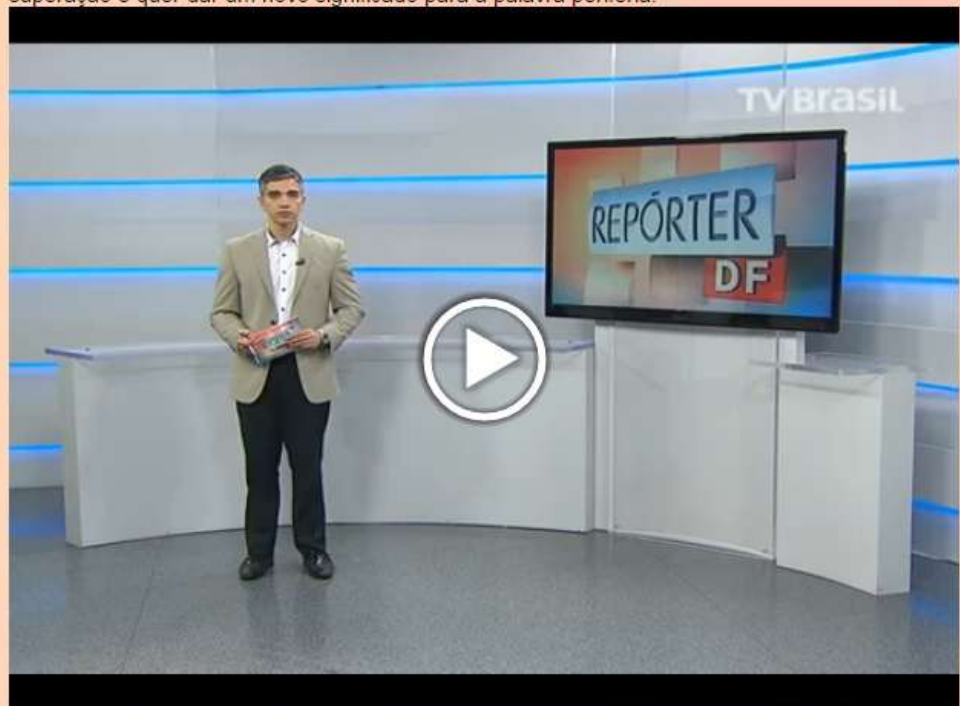 superação e quer dar um novo significado para a palavra periferia.
TV BRASIL
REPÓRTER
DF